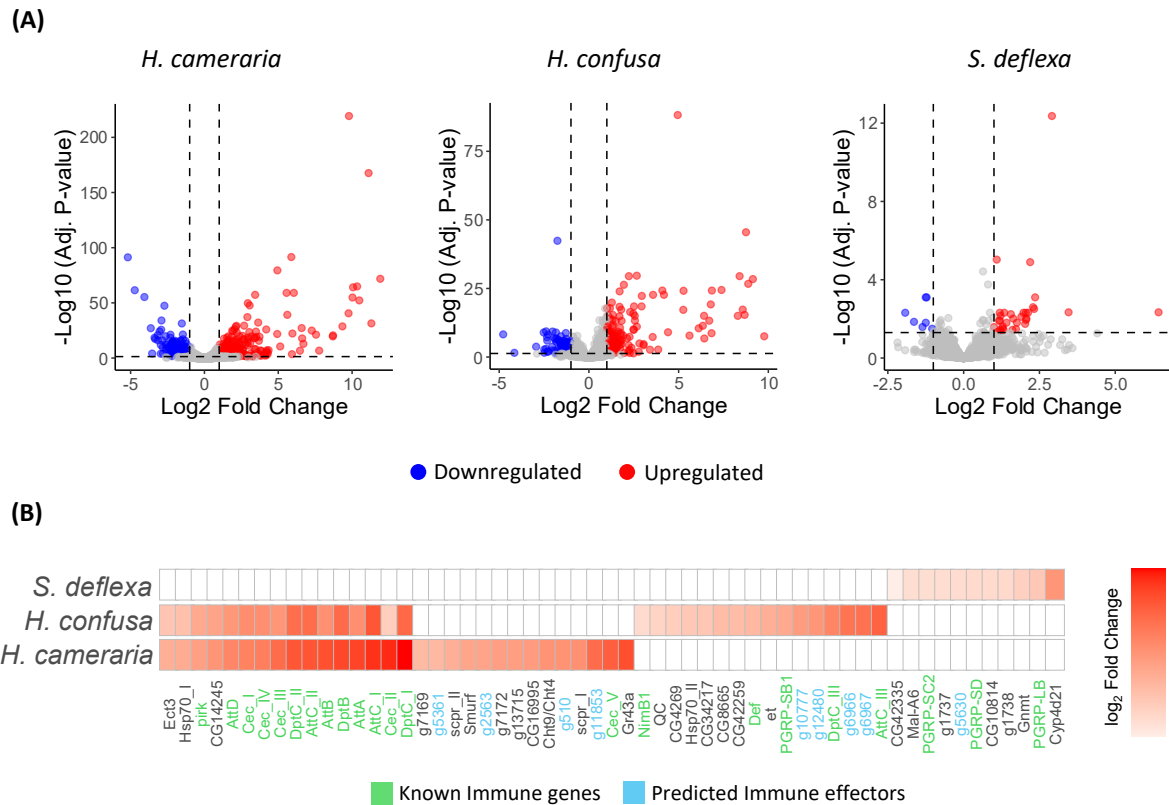 (A)
H. cameraria
H. confusa
S. deflexa
-Log10 (Adj. P-value)
200
150
100
50
0
-5
0
5
10
Log2 Fold Change
-Log10 (Adj. P-value)
75
50
25
0
-5
0
5
10
Log2 Fold Change
-Log10 (Adj. P-value)
12
8
4
0
-2.5
0.0
2.5
5.0
Log2 Fold Change
Downregulated
Upregulated
(B)
S. deflexa
H. confusa
H. cameraria
Ect3
Hsp70_I
pirk
CG14245
AttD
Cec_I
Cec_IV
Cec_III
DptC_II
AttC_II
AttB
DptB
AttA
AttC_I
Cec_II
DptC_I
g7169
g5361
scpr_II
Smurf
g2563
g7172
g13715
CG16995
Cht9/Cht4
g510
scpr_I
g11853
Cec_V
Gr43a
NimB1
QC
CG4269
Hsp70_II
CG34217
CG8665
CG42259
Def
et
PGRP-SB1
g10777
g12480
DptC_III
g6966
g6967
AttC_III
CG42335
Mal-A6
PGRP-SC2
g1737
g5630
PGRP-SD
CG10814
g1738
Gnmt
PGRP-LB
Cyp4d21
log2 Fold Change
Known Immune genes
Predicted Immune effectors